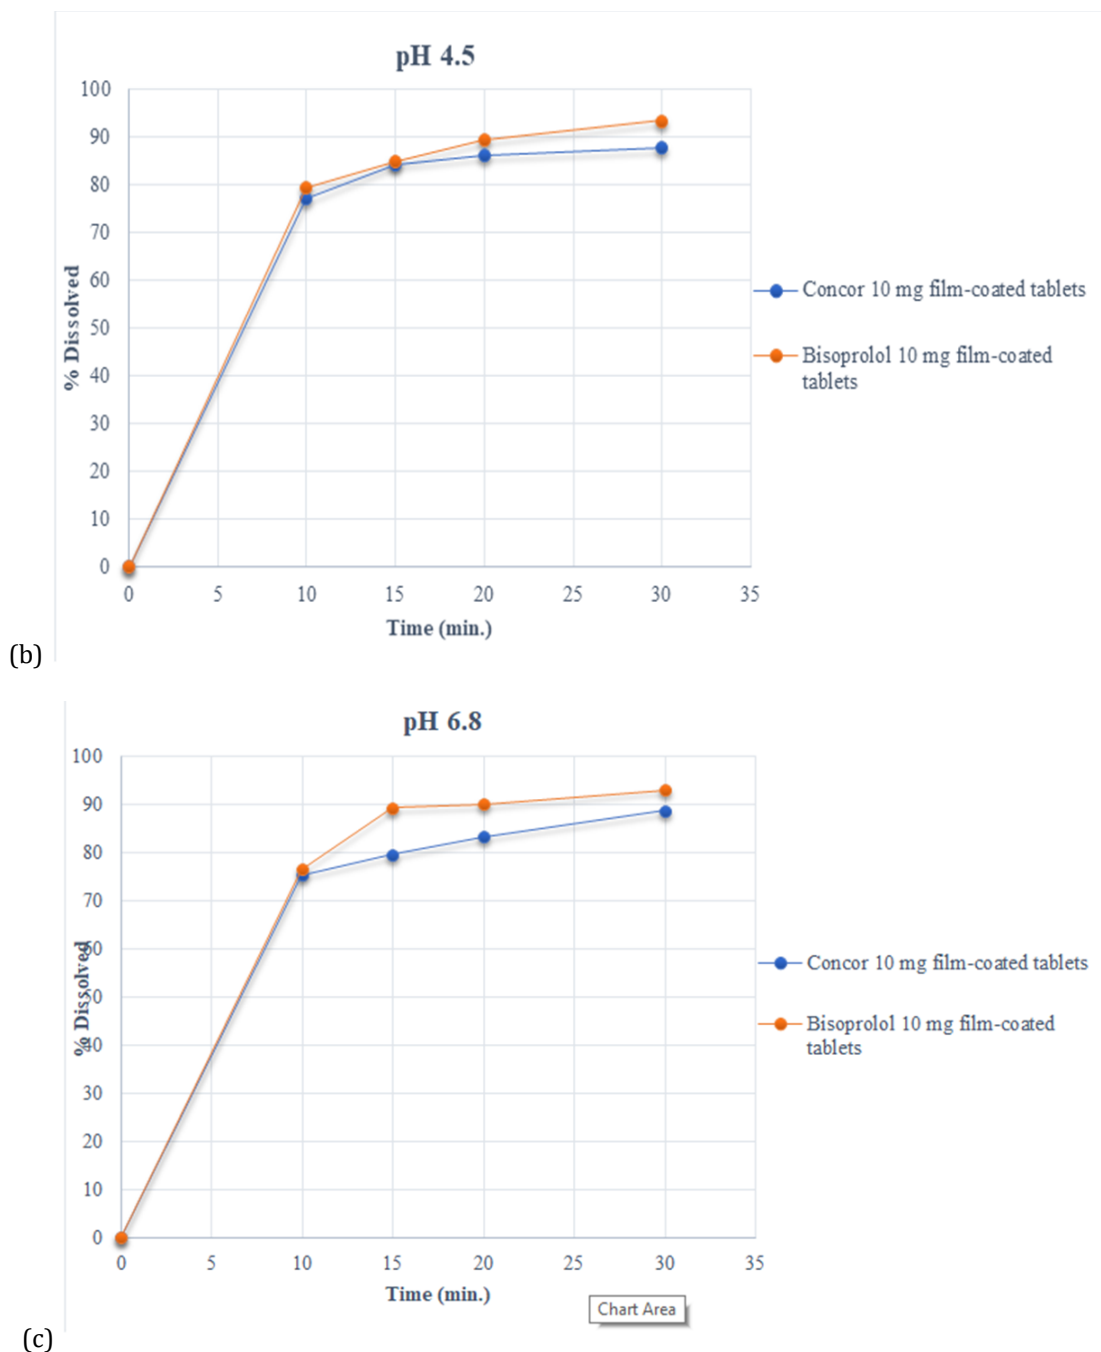 pH 4.5
100
90
80
70
60
50
40
30
20
10
0
% Dissolved
0 5 10 15 20 25 30 35
Time (min.)
Concor 10 mg film-coated tablets
Bisoprolol 10 mg film-coated
tablets
(b)
pH 6.8
100
90
80
70
60
50
40
30
20
10
0
% Dissolved
0 5 10 15 20 25 30 35
Time (min.)
Concor 10 mg film-coated tablets
Bisoprolol 10 mg film-coated
tablets
Chart Area
(c)